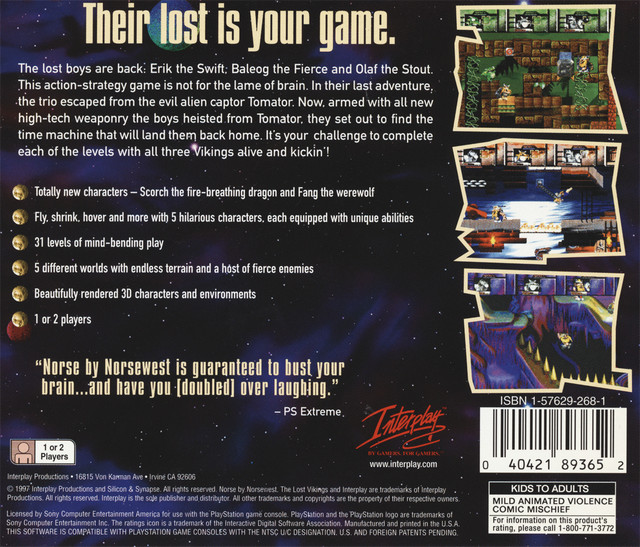 Their lost is your game.
The lost boys are back: Erik the Swift, Baleog the Fierce and Olaf the Stout.
This action-strategy game is not for the lame of brain. In their last adventure,
the trio escaped from the evil alien captor Tomator. Now, armed with all new
high-tech weaponry the boys heisted from Tomator, they set out to find the
time machine that will land them back home. It's your challenge to complete
each of the levels with all three Vikings alive and kickin'!
Totally new characters – Scorch the fire-breathing dragon and Fang the werewolf
Fly, shrink, hover and more with 5 hilarious characters, each equipped with unique abilities
31 levels of mind-bending play
5 different worlds with endless terrain and a host of fierce enemies
Beautifully rendered 3D characters and environments
1 or 2 players
"Norse by Norsewest is guaranteed to bust your
brain...and have you [doubled] over laughing."
– PS Extreme
Interplay
BY GAMERS. FOR GAMERS.
www.interplay.com
ISBN 1-57629-268-1
0 40421 89365 2
1 or 2
Players
Interplay Productions • 16815 Von Karman Ave • Irvine CA 92606
© 1997 Interplay Productions and Silicon & Synapse. All rights reserved. Norse by Norsewest. The Lost Vikings and Interplay are trademarks of Interplay
Productions. All rights reserved. Interplay is the sole publisher and distributor. All other trademarks and copyrights are the property of their respective owners.
Licensed by Sony Computer Entertainment America for use with the PlayStation game console. PlayStation and the PlayStation logo are trademarks of
Sony Computer Entertainment Inc. The ratings icon is a trademark of the Interactive Digital Software Association. Manufactured and printed in the U.S.A.
THIS SOFTWARE IS COMPATIBLE WITH PLAYSTATION GAME CONSOLES WITH THE NTSC U/C DESIGNATION. U.S. AND FOREIGN PATENTS PENDING.
KIDS TO ADULTS
MILD ANIMATED VIOLENCE
COMIC MISCHIEF
For information on this product's
rating, please call 1-800-771-3772